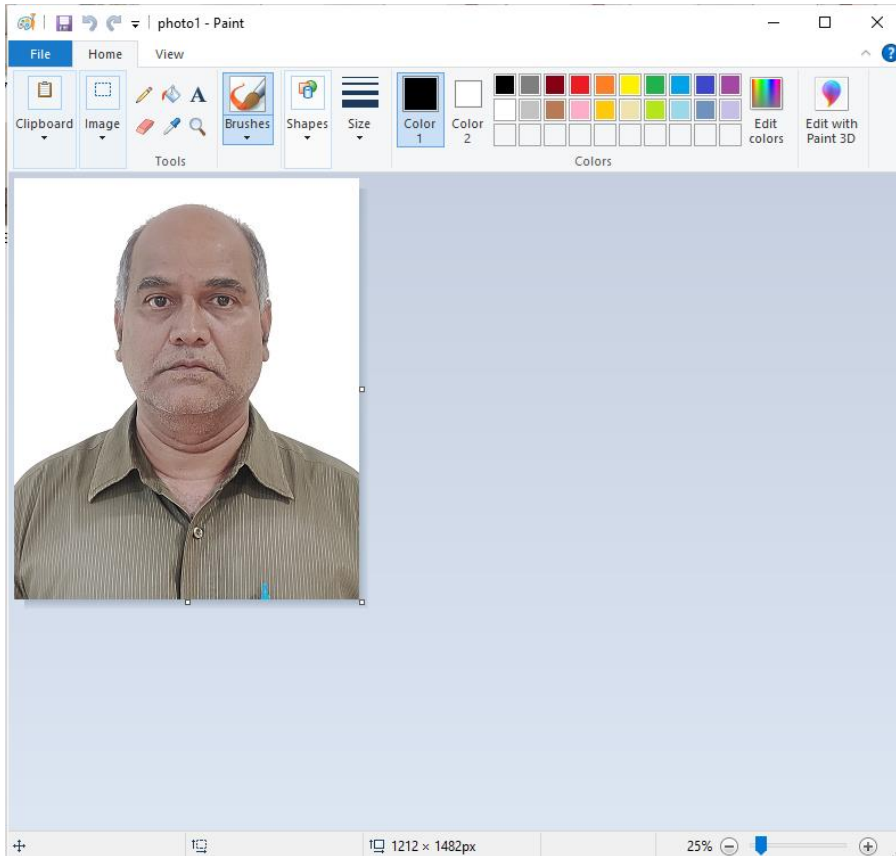 photo1 - Paint
File Home View
Clipboard Image Brushes Shapes Size Color 1 Color 2 Edit colors Edit with Paint 3D
Tools Colors
1212 × 1482px 25%